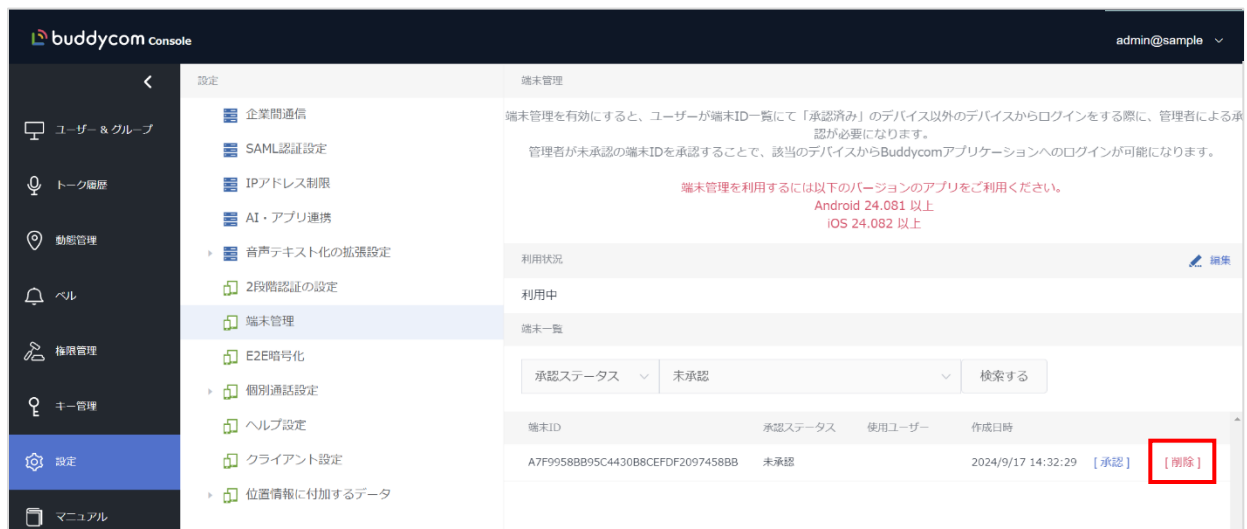 buddycom Console
admin@sample
設定
端末管理
ユーザー & グループ
トーク履歴
動態管理
ベル
権限管理
キー管理
設定
マニュアル
企業間通信
SAML認証設定
IPアドレス制限
AI・アプリ連携
音声テキスト化の拡張設定
2段階認証の設定
端末管理
E2E暗号化
個別通話設定
ヘルプ設定
クライアント設定
位置情報に付加するデータ
端末管理を有効にすると、ユーザーが端末ID一覧にて「承認済み」のデバイス以外のデバイスからログインをする際に、管理者による承
認が必要になります。
管理者が未承認の端末IDを承認することで、該当のデバイスからBuddycomアプリケーションへのログインが可能になります。
端末管理を利用するには以下のバージョンのアプリをご利用ください。
Android 24.081 以上
iOS 24.082 以上
利用状況 編集
利用中
端末一覧
承認ステータス 未承認 検索する
端末ID 承認ステータス 使用ユーザー 作成日時
A7F9958BB95C4430B8CEFDF2097458BB 未承認 2024/9/17 14:32:29 [ 承認 ] [ 削除 ]